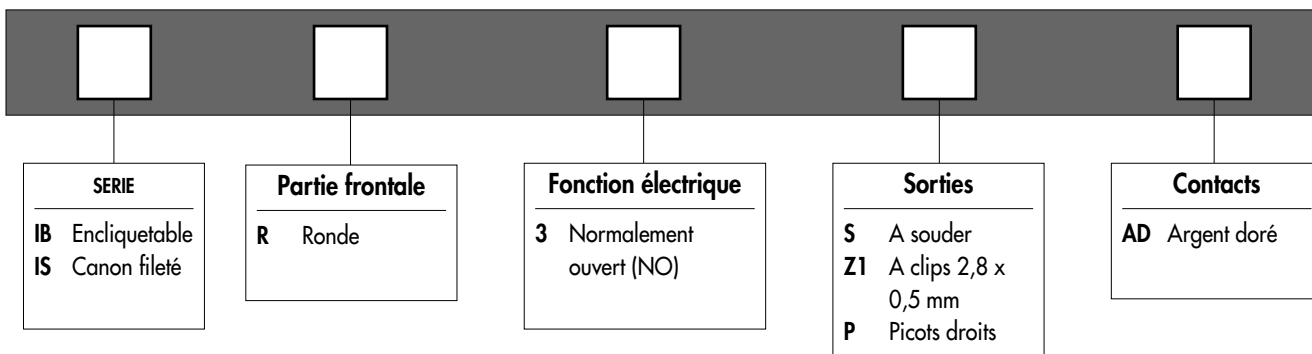 SERIE
IB Encliquetable
IS Canon fileté
Partie frontale
R Ronde
Fonction électrique
3 Normalement
ouvert (NO)
Sorties
S A souder
Z1 A clips 2,8 x
0,5 mm
P Picots droits
Contacts
AD Argent doré